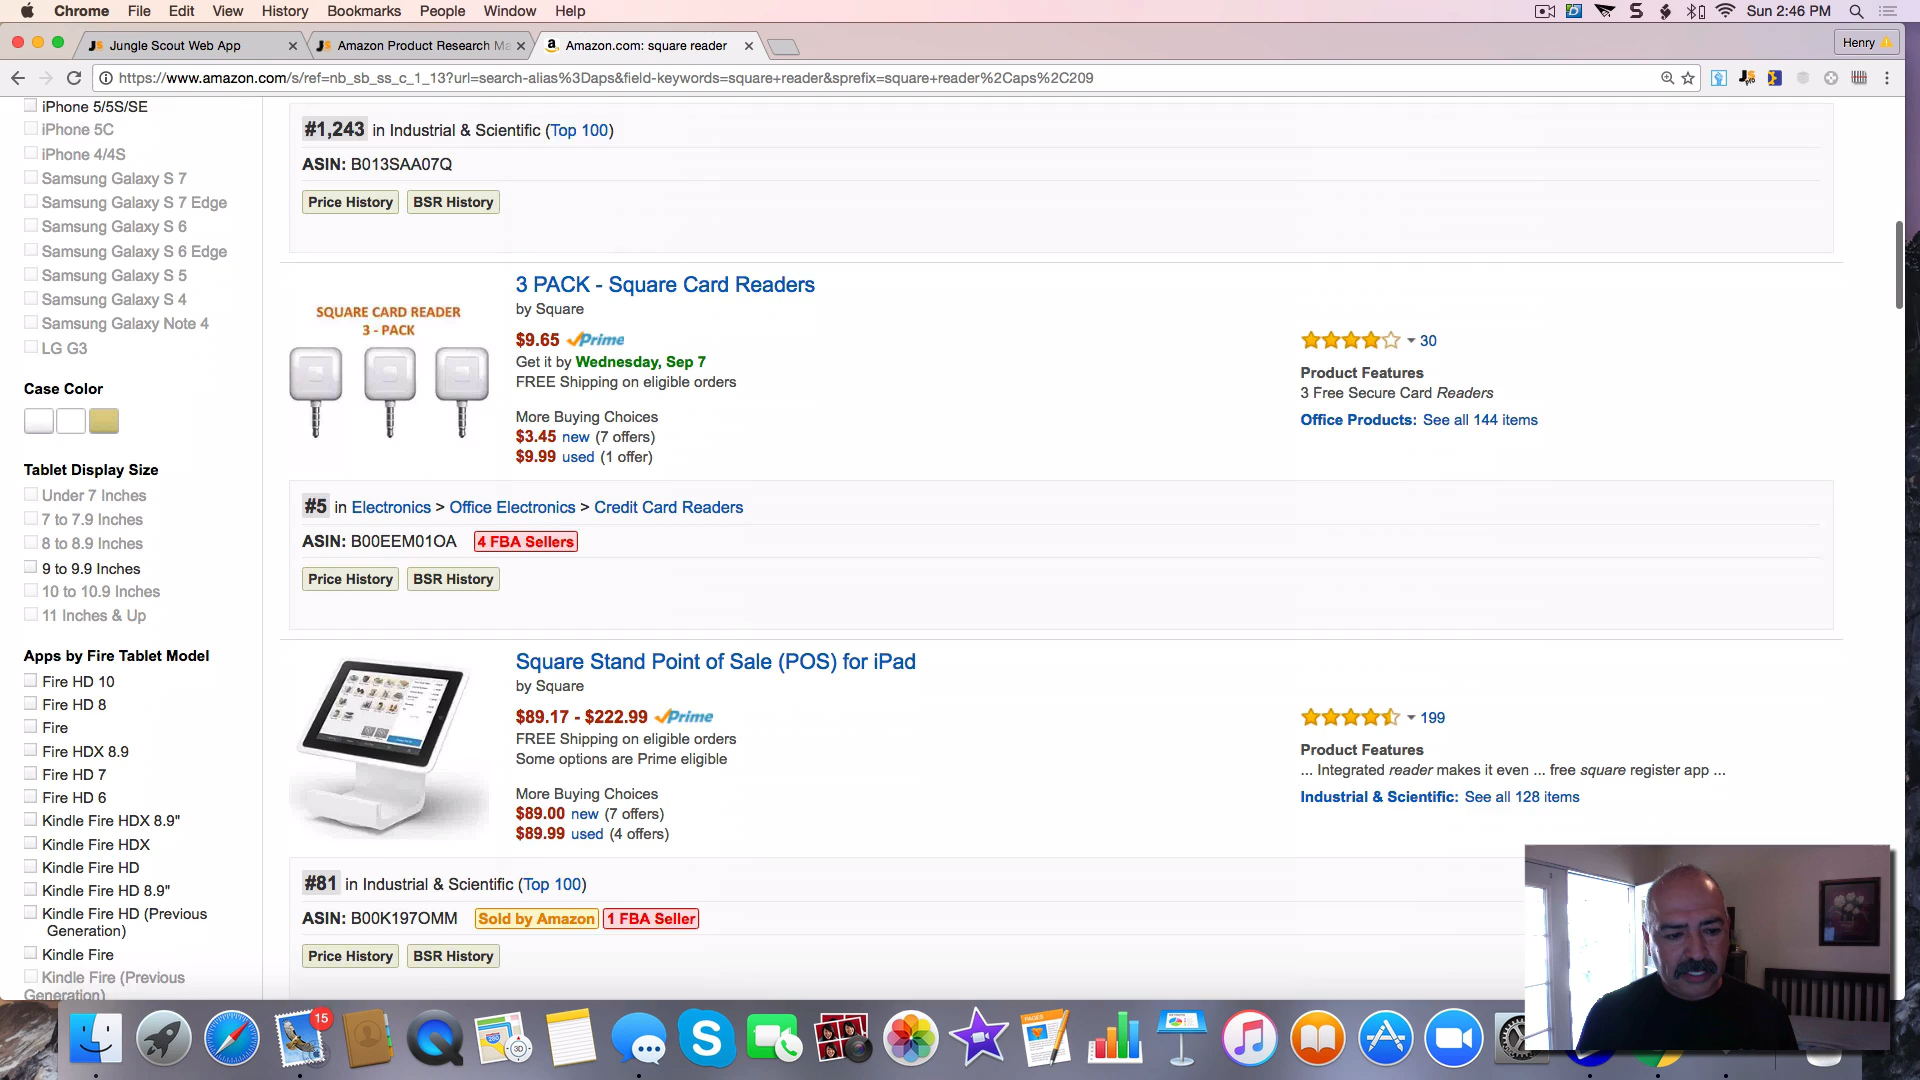 Chrome File Edit View History Bookmarks People Window Help Sun 2:46 PM
Jungle Scout Web App Amazon Product Research Ma Amazon.com: square reader Henry
https://www.amazon.com/s/ref=nb_sb_ss_c_1_13?url=search-alias%3Daps&field-keywords=square+reader&sprefix=square+reader%2Caps%2C209
iPhone 5/5S/SE
iPhone 5C
iPhone 4/4S
Samsung Galaxy S 7
Samsung Galaxy S 7 Edge
Samsung Galaxy S 6
Samsung Galaxy S 6 Edge
Samsung Galaxy S 5
Samsung Galaxy S 4
Samsung Galaxy Note 4
LG G3
Case Color
Tablet Display Size
Under 7 Inches
7 to 7.9 Inches
8 to 8.9 Inches
9 to 9.9 Inches
10 to 10.9 Inches
11 Inches & Up
Apps by Fire Tablet Model
Fire HD 10
Fire HD 8
Fire
Fire HDX 8.9
Fire HD 7
Fire HD 6
Kindle Fire HDX 8.9"
Kindle Fire HDX
Kindle Fire HD
Kindle Fire HD 8.9"
Kindle Fire HD (Previous
Generation)
Kindle Fire
Kindle Fire (Previous
Generation)
#1,243 in Industrial & Scientific (Top 100)
ASIN: B013SAA07Q
Price History BSR History
SQUARE CARD READER
3 - PACK
3 PACK - Square Card Readers
by Square
$9.65 Prime
Get it by Wednesday, Sep 7
FREE Shipping on eligible orders
More Buying Choices
$3.45 new (7 offers)
$9.99 used (1 offer)
30
Product Features
3 Free Secure Card Readers
Office Products: See all 144 items
#5 in Electronics > Office Electronics > Credit Card Readers
ASIN: B00EEM01OA 4 FBA Sellers
Price History BSR History
Square Stand Point of Sale (POS) for iPad
by Square
$89.17 - $222.99 Prime
FREE Shipping on eligible orders
Some options are Prime eligible
More Buying Choices
$89.00 new (7 offers)
$89.99 used (4 offers)
199
Product Features
... Integrated reader makes it even ... free square register app ...
Industrial & Scientific: See all 128 items
#81 in Industrial & Scientific (Top 100)
ASIN: B00K197OMM Sold by Amazon 1 FBA Seller
Price History BSR History
15
280
3D
PAGES